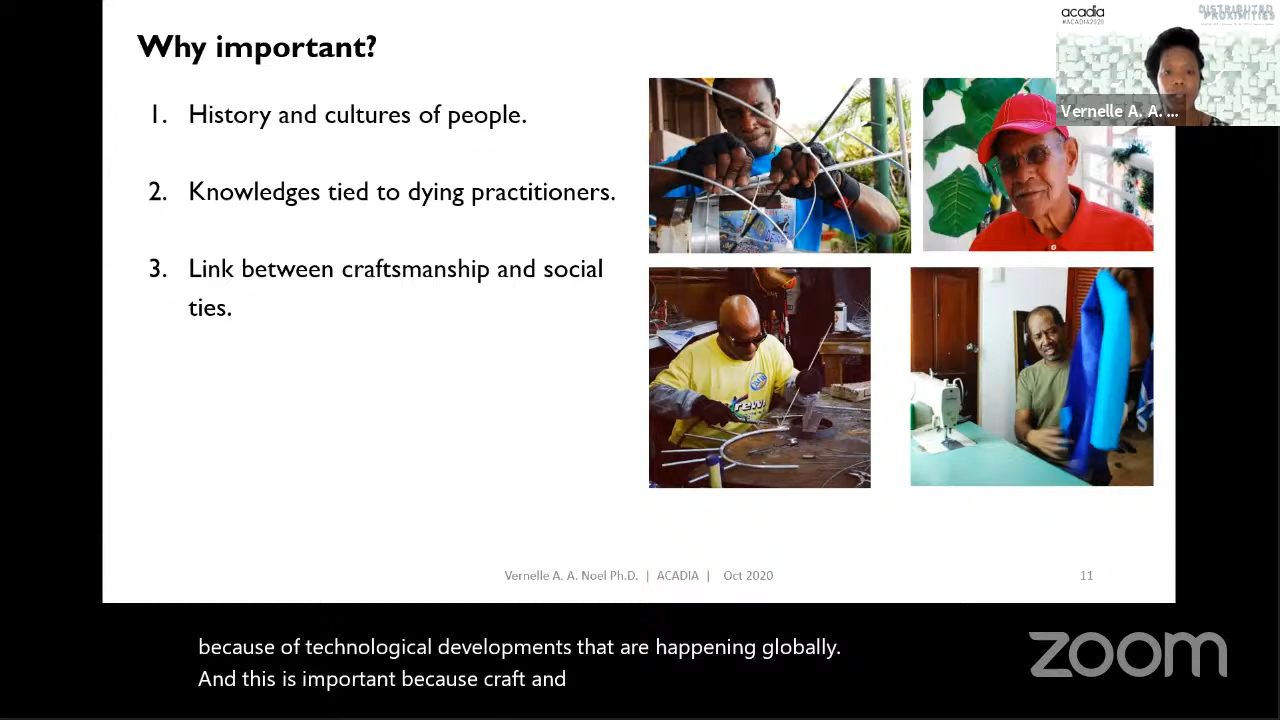 Why important?
1. History and cultures of people.
2. Knowledges tied to dying practitioners.
3. Link between craftsmanship and social
ties.
acadia
#ACADIA2020
DISTRIBUTED
PROXIMITIES
Vernelle A. A. ...
Vernelle A. A. Noel Ph.D. | ACADIA | Oct 2020
11
because of technological developments that are happening globally.
And this is important because craft and
zoom